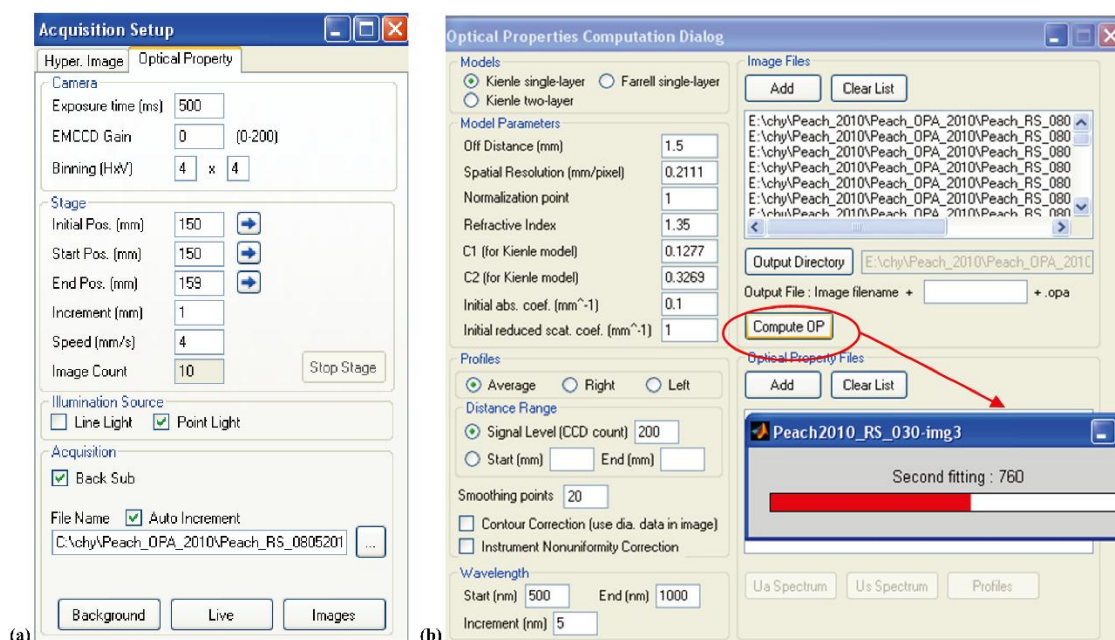 Acquisition Setup
Hyper. Image Optical Property
Camera
Exposure time (ms) 500
EMCCD Gain 0 (0-200)
Binning (HxV) 4 x 4
Stage
Initial Pos. (mm) 150
Start Pos. (mm) 150
End Pos. (mm) 159
Increment (mm) 1
Speed (mm/s) 4
Image Count 10 Stop Stage
Illumination Source
Line Light Point Light
Acquisition
Back Sub
File Name Auto Increment
C:\chy\Peach_OPA_2010\Peach_RS_0805201 ...
Background Live Images
(a)
Optical Properties Computation Dialog
Models
Kienle single-layer Farrell single-layer
Kienle two-layer
Model Parameters
Off Distance (mm) 1.5
Spatial Resolution (mm/pixel) 0.2111
Normalization point 1
Refractive Index 1.35
C1 (for Kienle model) 0.1277
C2 (for Kienle model) 0.3269
Initial abs. coef. (mm^-1) 0.1
Initial reduced scat. coef. (mm^-1) 1
Profiles
Average Right Left
Distance Range
Signal Level (CCD count) 200
Start (mm) End (mm)
Smoothing points 20
Contour Correction (use dia. data in image)
Instrument Nonuniformity Correction
Wavelength
Start (nm) 500 End (nm) 1000
Increment (nm) 5
Image Files
Add Clear List
E:\chy\Peach_2010\Peach_OPA_2010\Peach_RS_080
E:\chy\Peach_2010\Peach_OPA_2010\Peach_RS_080
E:\chy\Peach_2010\Peach_OPA_2010\Peach_RS_080
E:\chy\Peach_2010\Peach_OPA_2010\Peach_RS_080
E:\chy\Peach_2010\Peach_OPA_2010\Peach_RS_080
E:\chy\Peach_2010\Peach_OPA_2010\Peach_RS_080
E:\chy\Peach_2010\Peach_OPA_2010\Peach_RS_080
Output Directory E:\chy\Peach_2010\Peach_OPA_201C
Output File : Image filename + + .opa
Compute OP
Optical Property Files
Add Clear List
Peach2010_RS_030-img3
Second fitting : 760
Ua Spectrum Us Spectrum Profiles
(b)